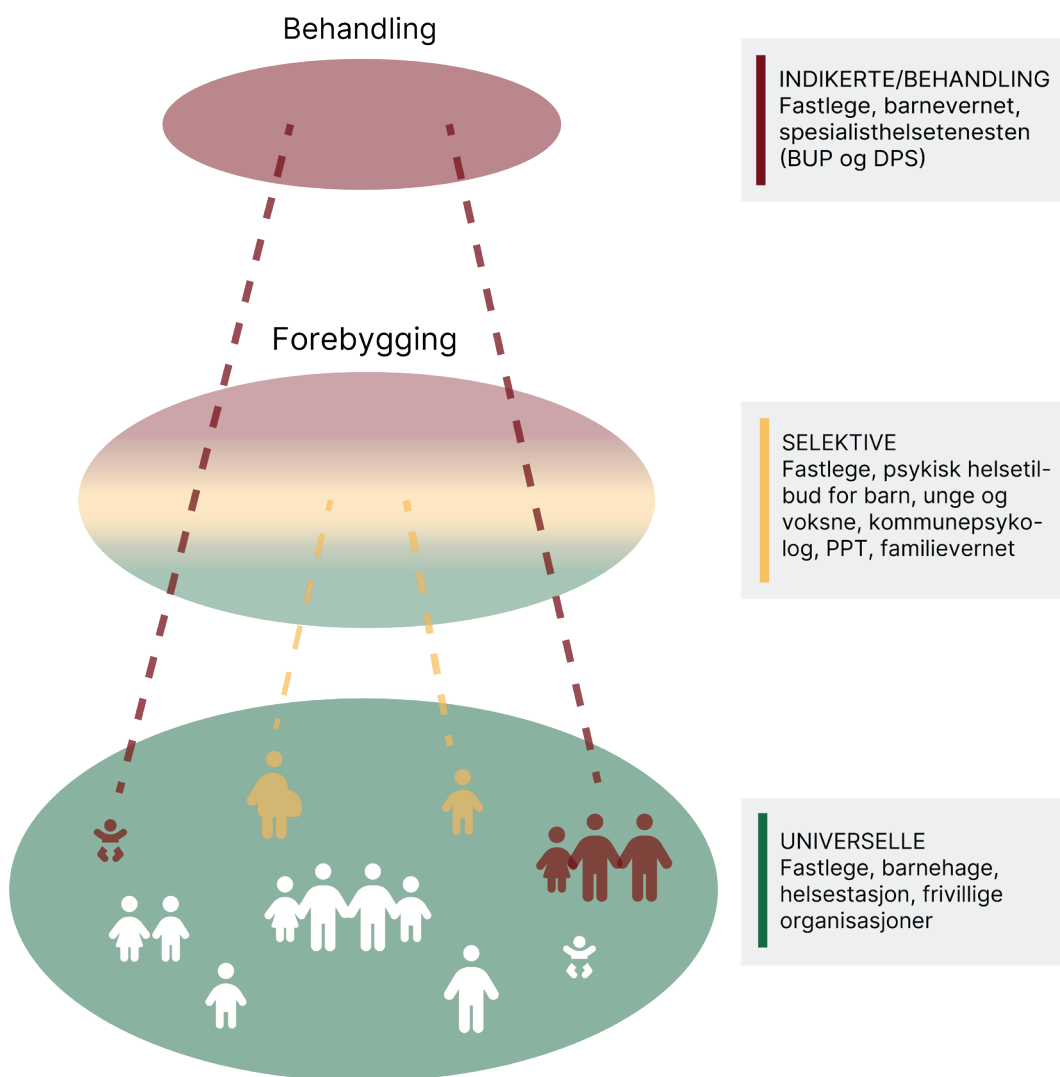 Behandling
INDIKERTE/BEHANDLING
Fastlege, barnevernet,
spesialisthelsetenesten
(BUP og DPS)
Forebygging
SELEKTIVE
Fastlege, psykisk helsetil-
bud for barn, unge og
voksne, kommunepsyko-
log, PPT, familievernet
UNIVERSELLE
Fastlege, barnehage,
helsestasjon, frivillige
organisasjoner